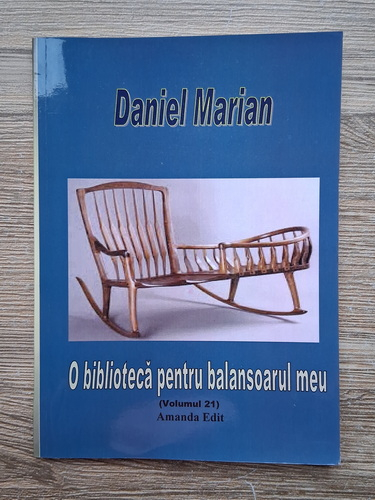 Daniel Marian
O bibliotecă pentru balansoarul meu
(Volumul 21)
Amanda Edit